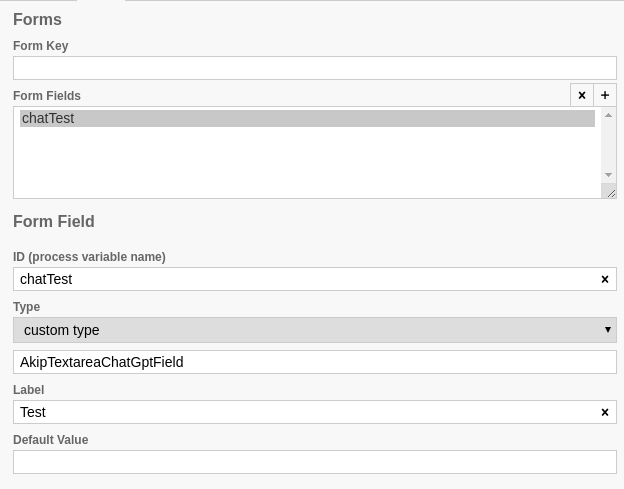 Forms
Form Key
Form Fields
× +
chatTest
Form Field
ID (process variable name)
chatTest ×
Type
custom type
AkipTextareaChatGptField
Label
Test ×
Default Value